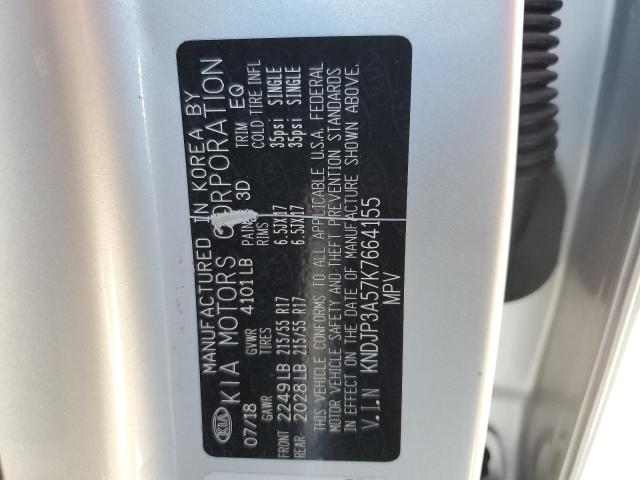 KIA
MANUFACTURED IN KOREA BY
KIA MOTORS CORPORATION
07/18 GVWR 4101LB PAINT 3D TRIM EQ
GAWR TIRES RIMS COLD TIRE INFL
FRONT 2249LB 215/55 R17 6.5JX17 35psi SINGLE
REAR 2028LB 215/55 R17 6.5JX17 35psi SINGLE
THIS VEHICLE CONFORMS TO ALL APPLICABLE U.S.A. FEDERAL
MOTOR VEHICLE SAFETY AND THEFT PREVENTION STANDARDS
IN EFFECT ON THE DATE OF MANUFACTURE SHOWN ABOVE.
V.I.N KNDJP3A57K7664155
MPV